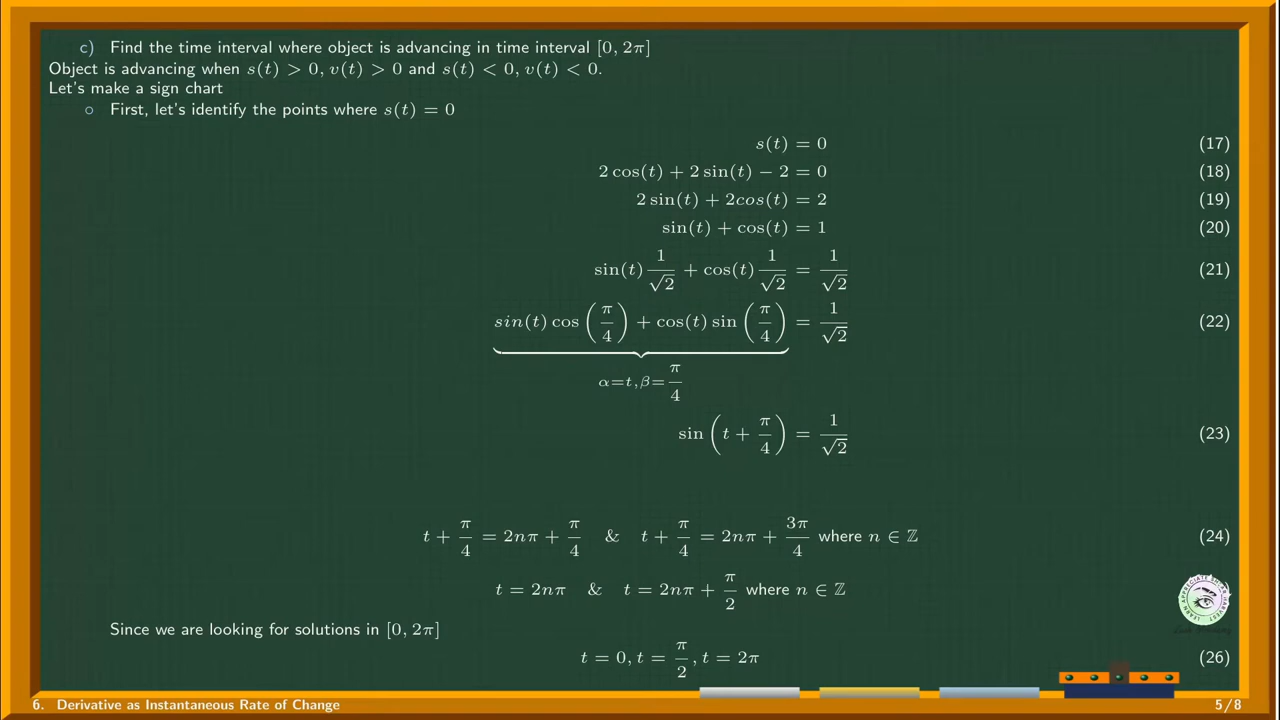 c) Find the time interval where object is advancing in time interval [0, 2π]
Object is advancing when s(t) > 0, v(t) > 0 and s(t) < 0, v(t) < 0.
Let's make a sign chart
○ First, let's identify the points where s(t) = 0
s(t) = 0 (17)
2 cos(t) + 2 sin(t) − 2 = 0 (18)
2 sin(t) + 2cos(t) = 2 (19)
sin(t) + cos(t) = 1 (20)
sin(t) 1/√2 + cos(t) 1/√2 = 1/√2 (21)
sin(t) cos (π/4) + cos(t) sin (π/4) = 1/√2 (22)
α=t,β=π/4
sin (t + π/4) = 1/√2 (23)
t + π/4 = 2nπ + π/4 & t + π/4 = 2nπ + 3π/4 where n ∈ ℤ (24)
t = 2nπ & t = 2nπ + π/2 where n ∈ ℤ
Since we are looking for solutions in [0, 2π]
t = 0, t = π/2, t = 2π (26)
6. Derivative as Instantaneous Rate of Change 5/8